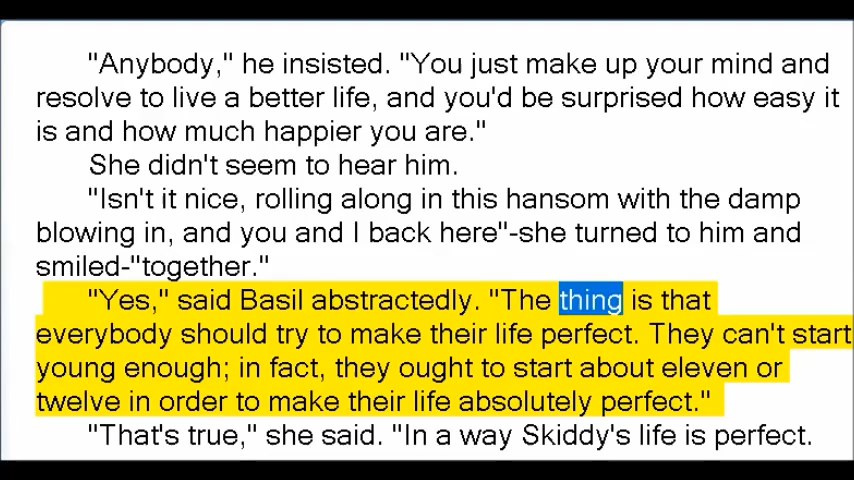 "Anybody," he insisted. "You just make up your mind and
resolve to live a better life, and you'd be surprised how easy it
is and how much happier you are."
She didn't seem to hear him.
"Isn't it nice, rolling along in this hansom with the damp
blowing in, and you and I back here"-she turned to him and
smiled-"together."
"Yes," said Basil abstractedly. "The thing is that
everybody should try to make their life perfect. They can't start
young enough; in fact, they ought to start about eleven or
twelve in order to make their life absolutely perfect."
"That's true," she said. "In a way Skiddy's life is perfect.